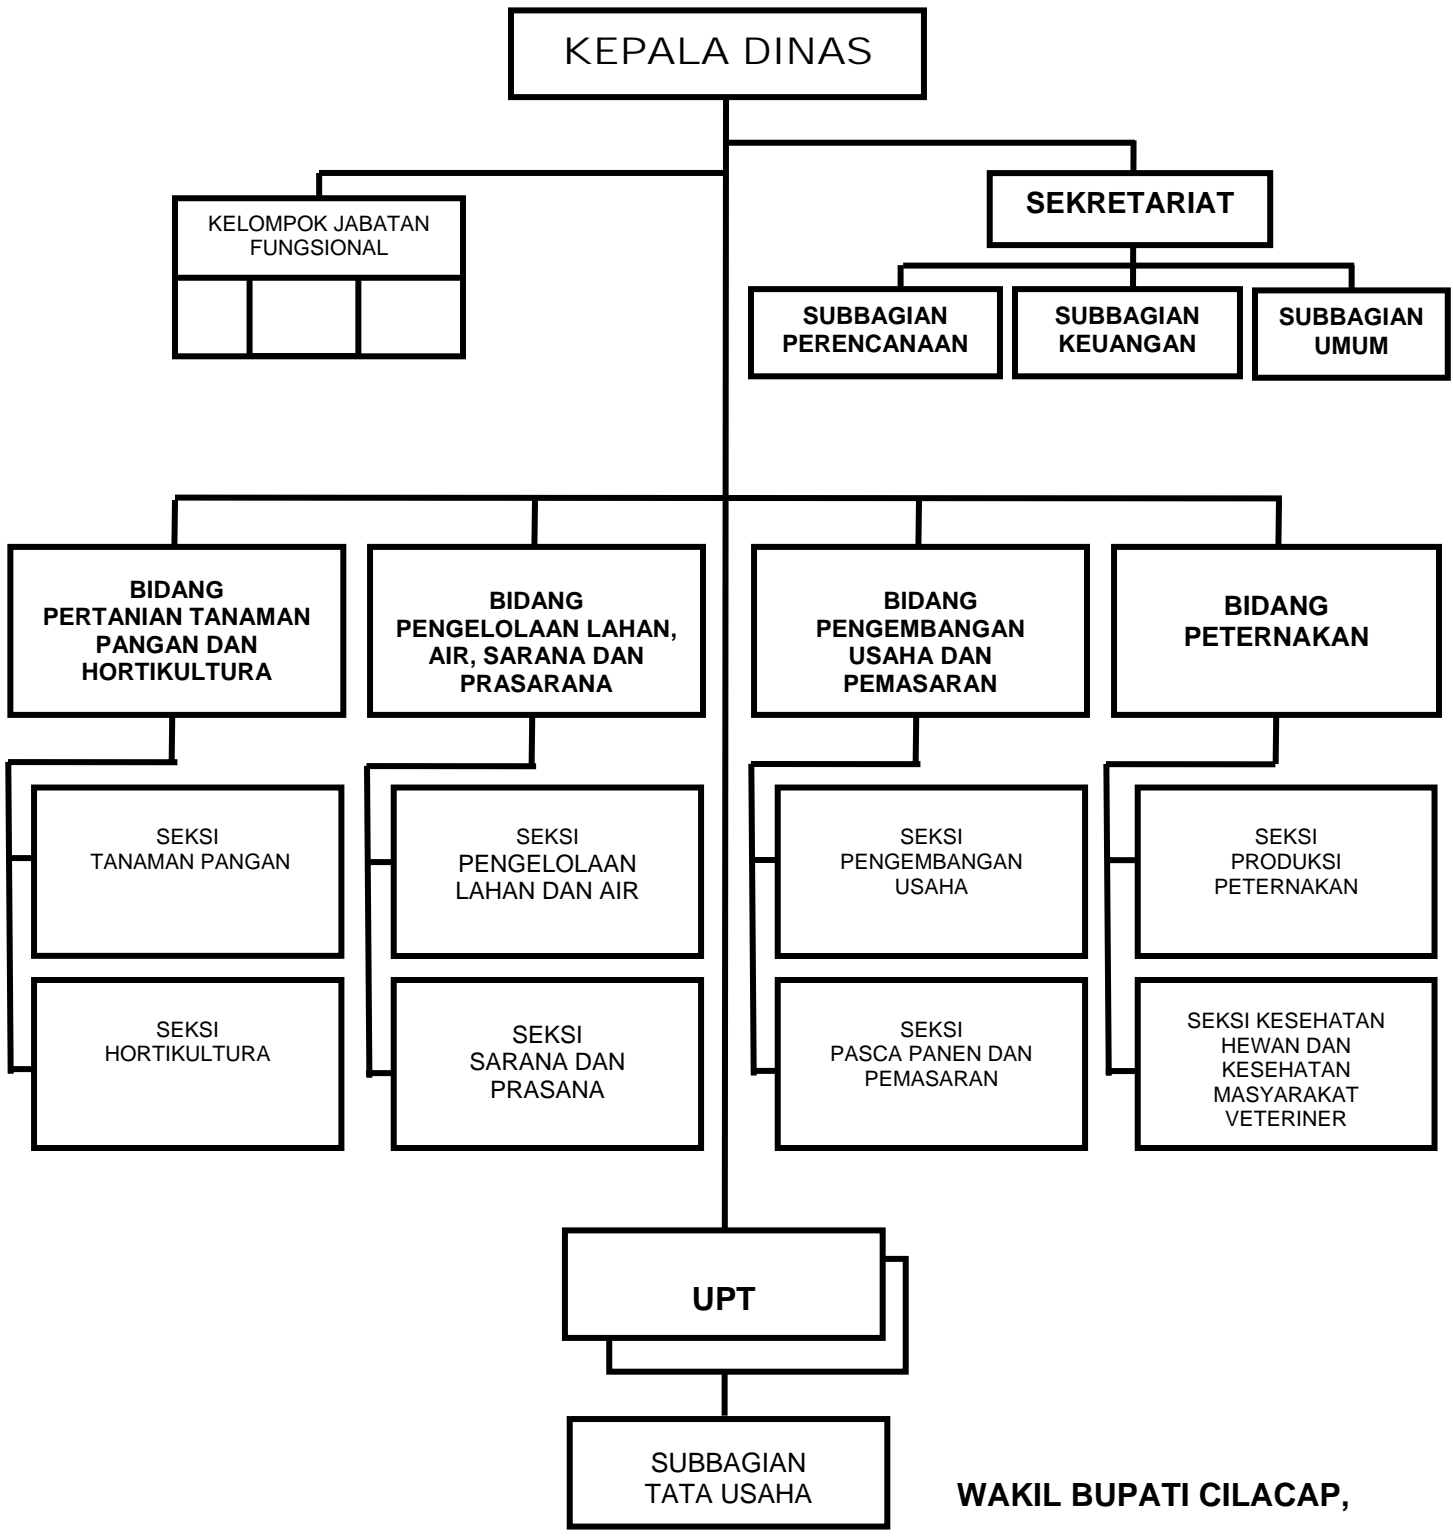 KEPALA DINAS
SEKRETARIAT
KELOMPOK JABATAN
FUNGSIONAL
SUBBAGIAN
PERENCANAAN
SUBBAGIAN
KEUANGAN
SUBBAGIAN
UMUM
BIDANG
PERTANIAN TANAMAN
PANGAN DAN
HORTIKULTURA
BIDANG
PENGELOLAAN LAHAN,
AIR, SARANA DAN
PRASARANA
BIDANG
PENGEMBANGAN
USAHA DAN
PEMASARAN
BIDANG
PETERNAKAN
SEKSI
TANAMAN PANGAN
SEKSI
PENGELOLAAN
LAHAN DAN AIR
SEKSI
PENGEMBANGAN
USAHA
SEKSI
PRODUKSI
PETERNAKAN
SEKSI
HORTIKULTURA
SEKSI
SARANA DAN
PRASANA
SEKSI
PASCA PANEN DAN
PEMASARAN
SEKSI KESEHATAN
HEWAN DAN
KESEHATAN
MASYARAKAT
VETERINER
UPT
SUBBAGIAN
TATA USAHA
WAKIL BUPATI CILACAP,